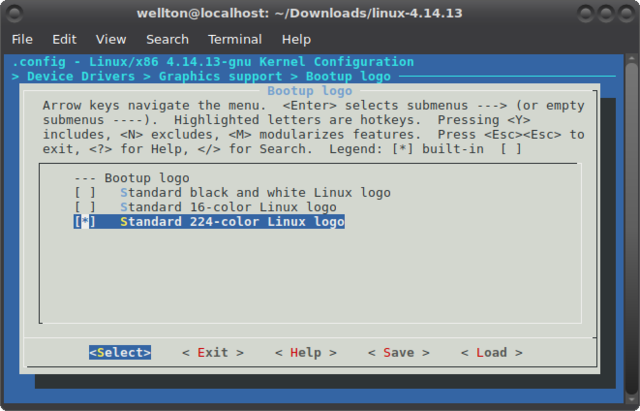 wellton@localhost: ~/Downloads/linux-4.14.13
File Edit View Search Terminal Help
.config - Linux/x86 4.14.13-gnu Kernel Configuration
> Device Drivers > Graphics support > Bootup logo
Bootup logo
Arrow keys navigate the menu. <Enter> selects submenus ---> (or empty
submenus ----). Highlighted letters are hotkeys. Pressing <Y>
includes, <N> excludes, <M> modularizes features. Press <Esc><Esc> to
exit, <?> for Help, </> for Search. Legend: [*] built-in [ ]
--- Bootup logo
[ ] Standard black and white Linux logo
[ ] Standard 16-color Linux logo
[*] Standard 224-color Linux logo
<Select> < Exit > < Help > < Save > < Load >